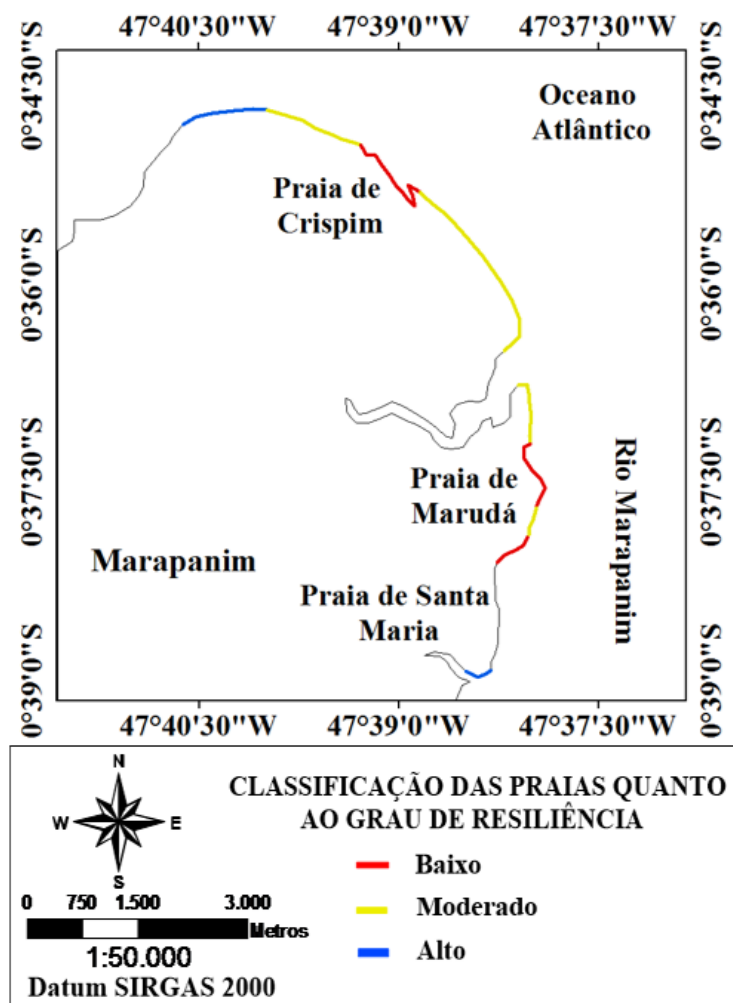 47°40'30"W 47°39'0"W 47°37'30"W
0°34'30"S
0°34'30"S
Oceano
Atlântico
Praia de
Crispim
0°36'0"S
0°36'0"S
0°37'30"S
0°37'30"S
Rio Marapanim
Praia de
Marudá
Marapanim
Praia de Santa
Maria
0°39'0"S
0°39'0"S
47°40'30"W 47°39'0"W 47°37'30"W
N
W E
S
0 750 1.500 3.000
Metros
1:50.000
Datum SIRGAS 2000
CLASSIFICAÇÃO DAS PRAIAS QUANTO
AO GRAU DE RESILIÊNCIA
Baixo
Moderado
Alto